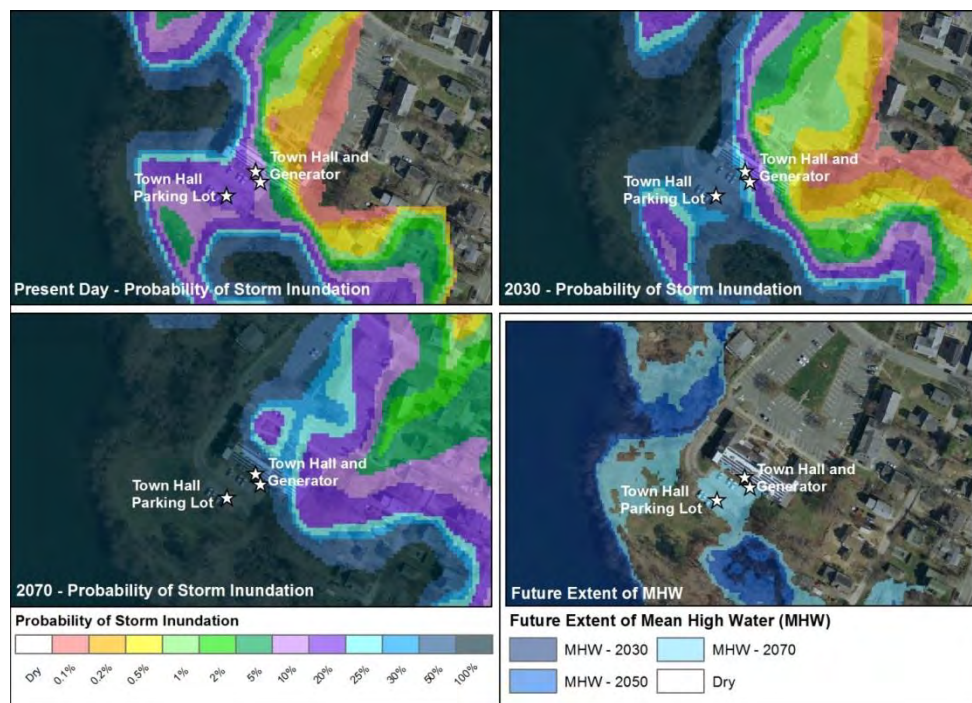 Town Hall and
Generator
Town Hall
Parking Lot
Present Day - Probability of Storm Inundation
Town Hall and
Generator
Town Hall
Parking Lot
2030 - Probability of Storm Inundation
Town Hall and
Generator
Town Hall
Parking Lot
2070 - Probability of Storm Inundation
Town Hall and
Generator
Town Hall
Parking Lot
Future Extent of MHW
Probability of Storm Inundation
Dry 0.1% 0.2% 0.5% 1% 2% 5% 10% 20% 25% 30% 50% 100%
Future Extent of Mean High Water (MHW)
MHW - 2030 MHW - 2070
MHW - 2050 Dry